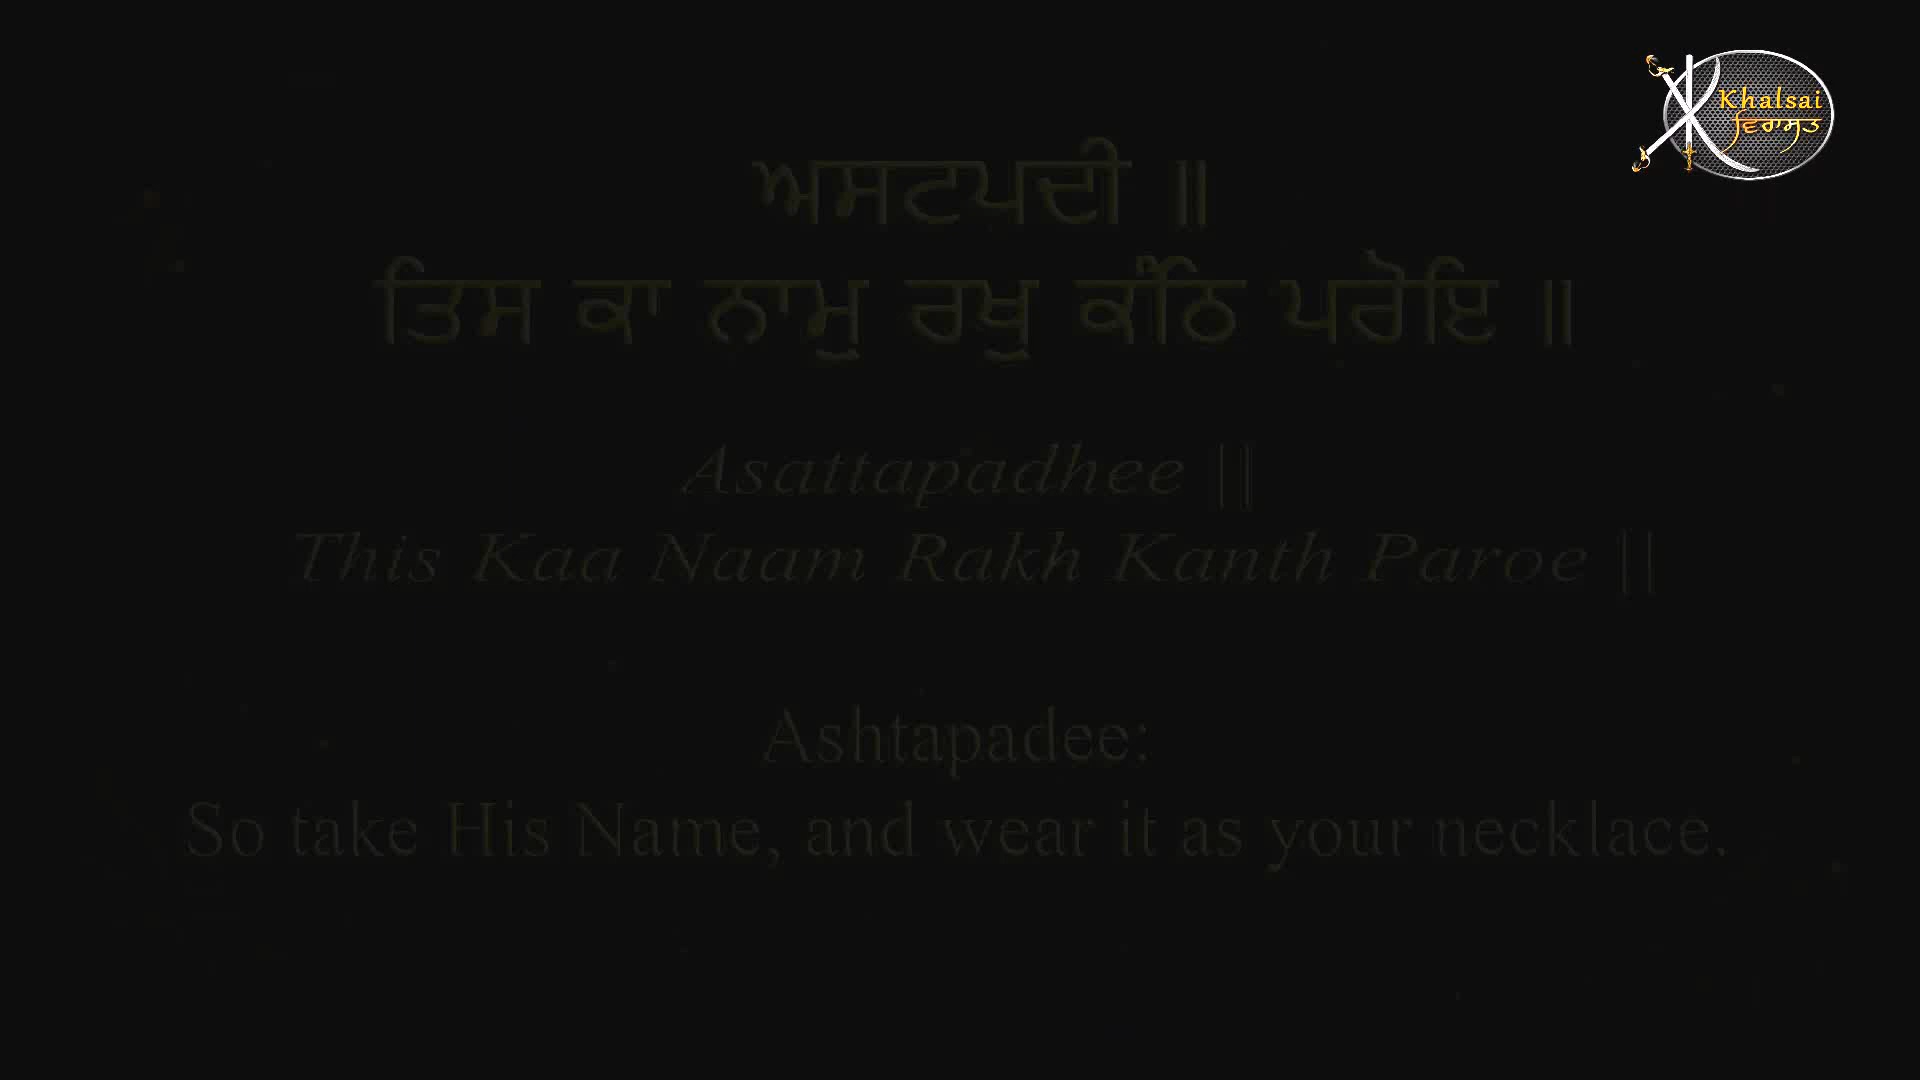 Khalsai
ਵਿਰਾਸਤ
ਅਸਟਪਦੀ ॥
ਤਿਸ ਕਾ ਨਾਮੁ ਰਖੁ ਕੰਠਿ ਪਰੋਇ ॥
Asattapadhee ||
This Kaa Naam Rakh Kanth Paroe ||
Ashtapadee:
So take His Name, and wear it as your necklace.